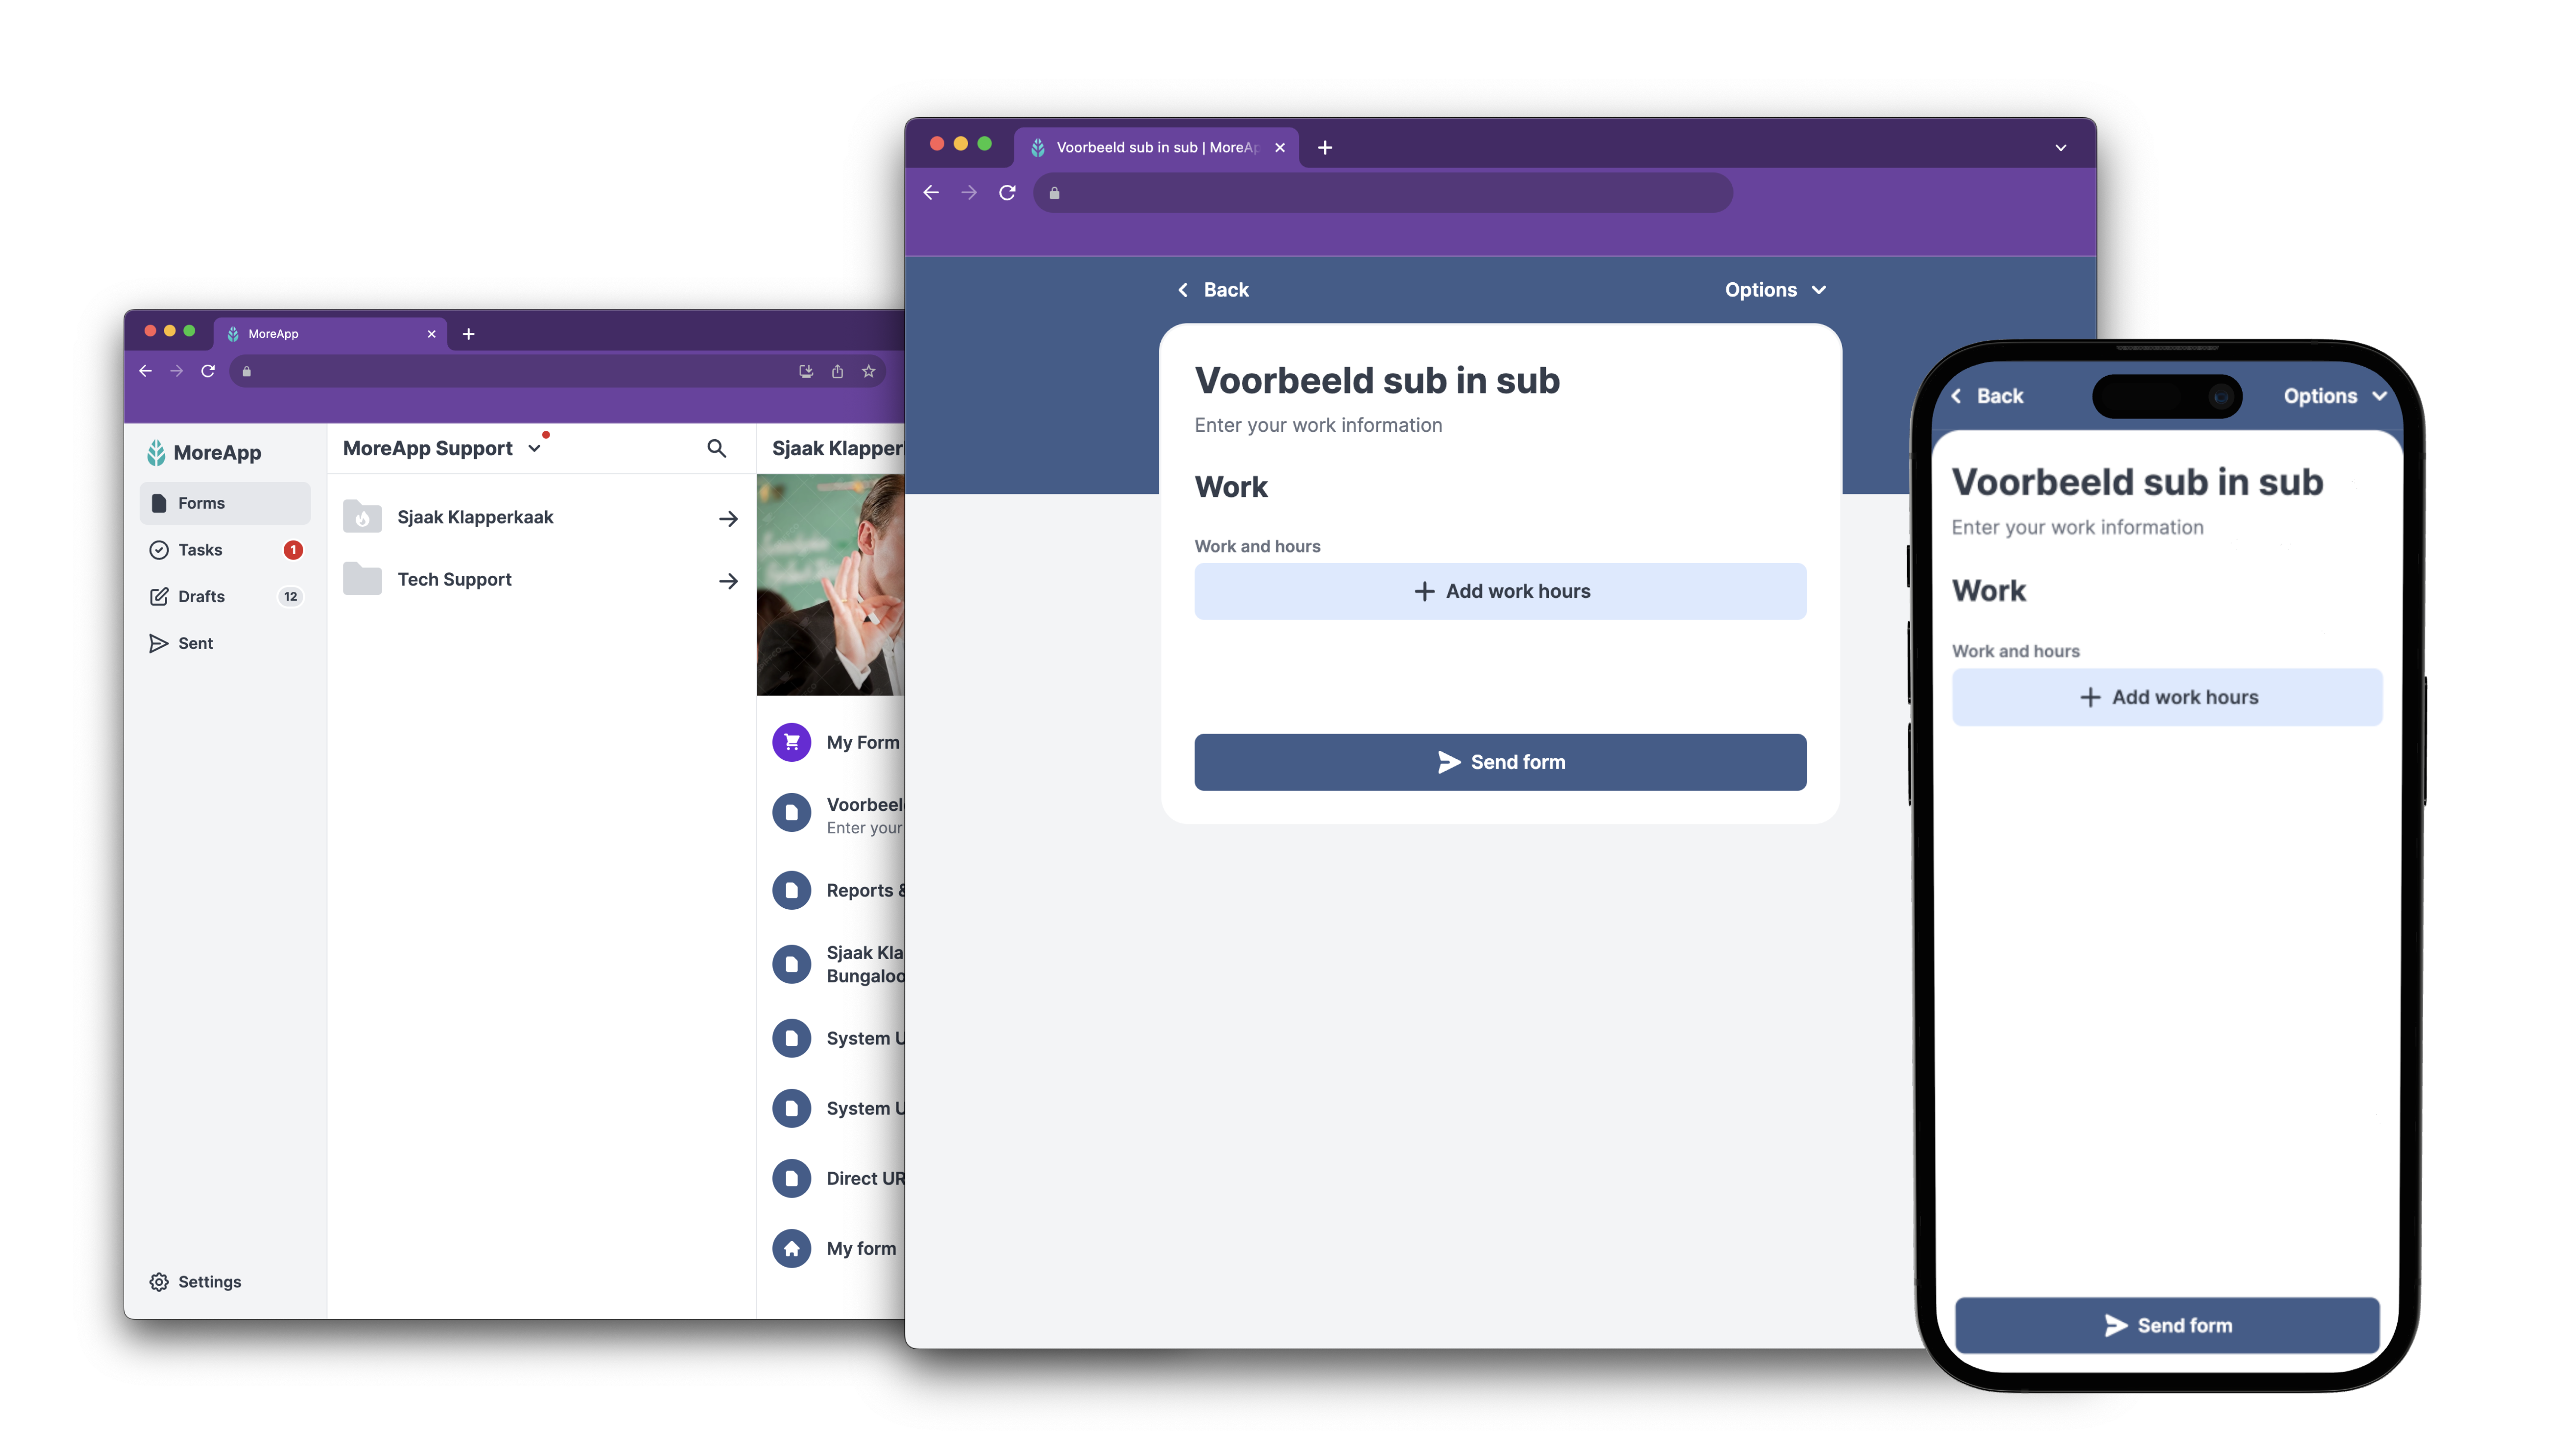 MoreApp
MoreApp
Forms
Tasks
1
Drafts
12
Sent
Settings
MoreApp Support
Sjaak Klapperkaak
Tech Support
Sjaak Klapper
My Form
Voorbeel
Enter your
Reports &
Sjaak Kla
Bungaloo
System U
System U
Direct UR
My form
Voorbeeld sub in sub | MoreAp
Back
Options
Voorbeeld sub in sub
Enter your work information
Work
Work and hours
Add work hours
Send form
Back
Options
Voorbeeld sub in sub
Enter your work information
Work
Work and hours
Add work hours
Send form